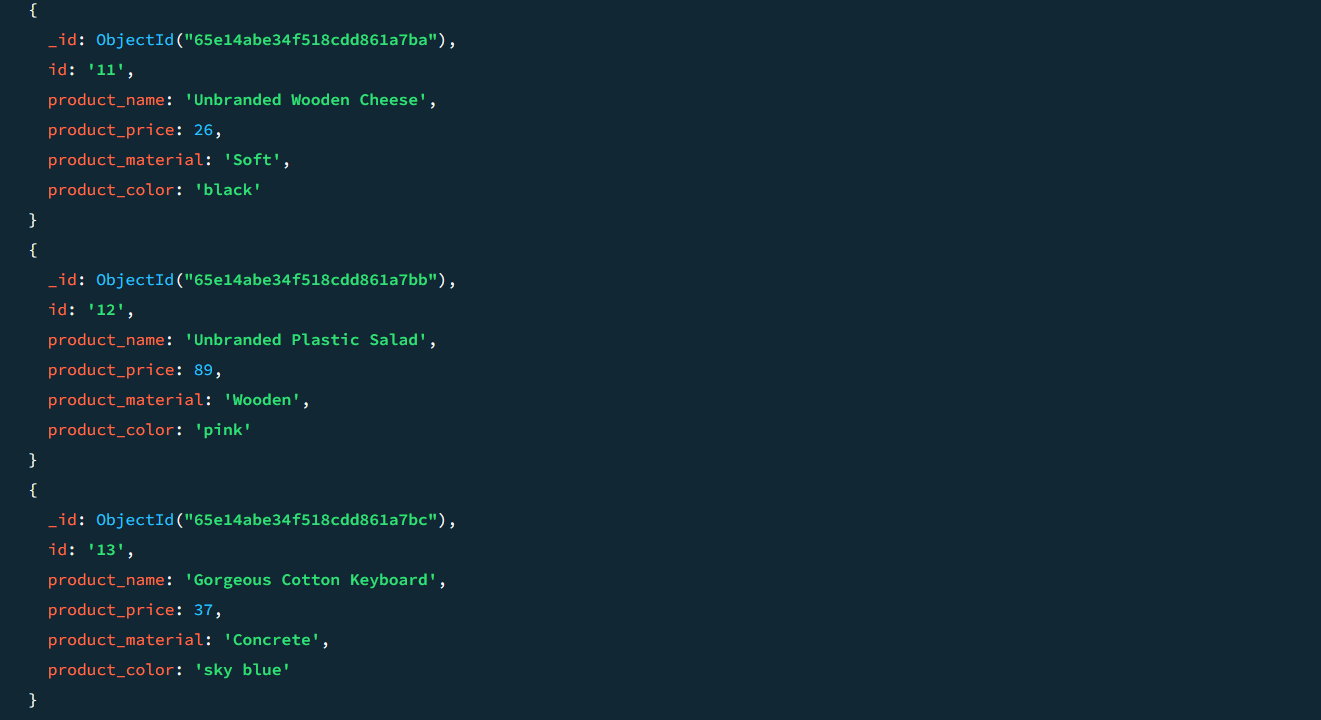 {
_id: ObjectId("65e14abe34f518cdd861a7ba"),
id: '11',
product_name: 'Unbranded Wooden Cheese',
product_price: 26,
product_material: 'Soft',
product_color: 'black'
}
{
_id: ObjectId("65e14abe34f518cdd861a7bb"),
id: '12',
product_name: 'Unbranded Plastic Salad',
product_price: 89,
product_material: 'Wooden',
product_color: 'pink'
}
{
_id: ObjectId("65e14abe34f518cdd861a7bc"),
id: '13',
product_name: 'Gorgeous Cotton Keyboard',
product_price: 37,
product_material: 'Concrete',
product_color: 'sky blue'
}